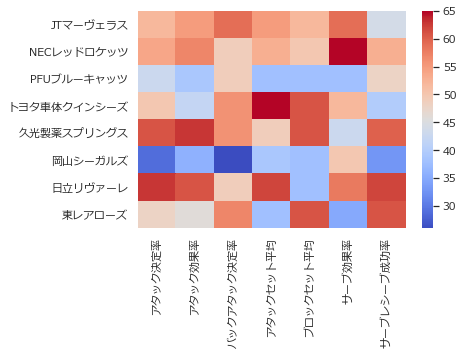 JTマーヴェラス
NECレッドロケッツ
PFUブルーキャッツ
トヨタ車体クインシーズ
久光製薬スプリングス
岡山シーガルズ
日立リヴァーレ
東レアローズ
アタック決定率
アタック効果率
バックアタック決定率
アタックセット平均
ブロックセット平均
サーブ効果率
サーブレシーブ成功率
65
60
55
50
45
40
35
30